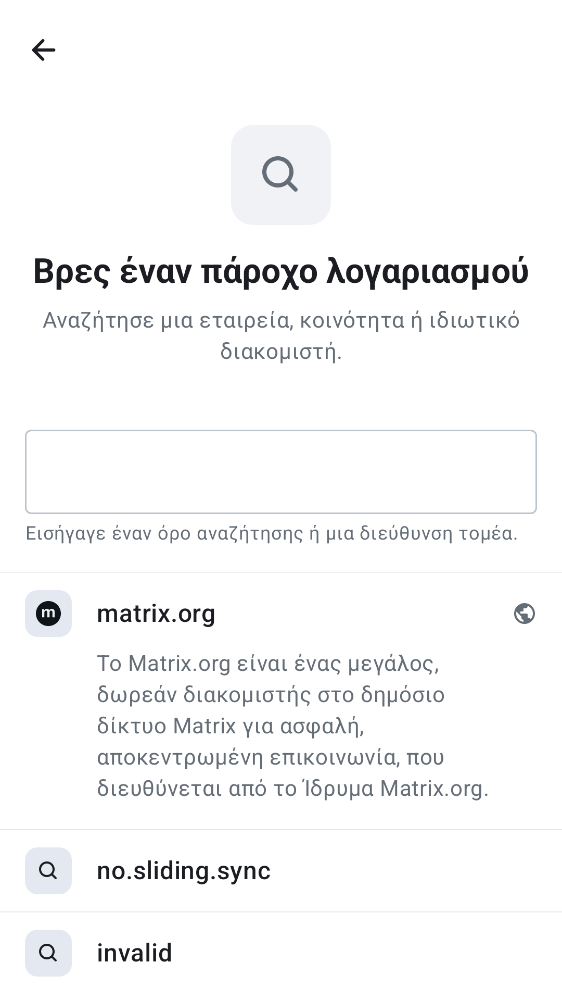 Βρες έναν πάροχο λογαριασμού
Αναζήτησε μια εταιρεία, κοινότητα ή ιδιωτικό
διακομιστή.
Εισήγαγε έναν όρο αναζήτησης ή μια διεύθυνση τομέα.
m
matrix.org
Το Matrix.org είναι ένας μεγάλος,
δωρεάν διακομιστής στο δημόσιο
δίκτυο Matrix για ασφαλή,
αποκεντρωμένη επικοινωνία, που
διευθύνεται από το Ίδρυμα Matrix.org.
no.sliding.sync
invalid